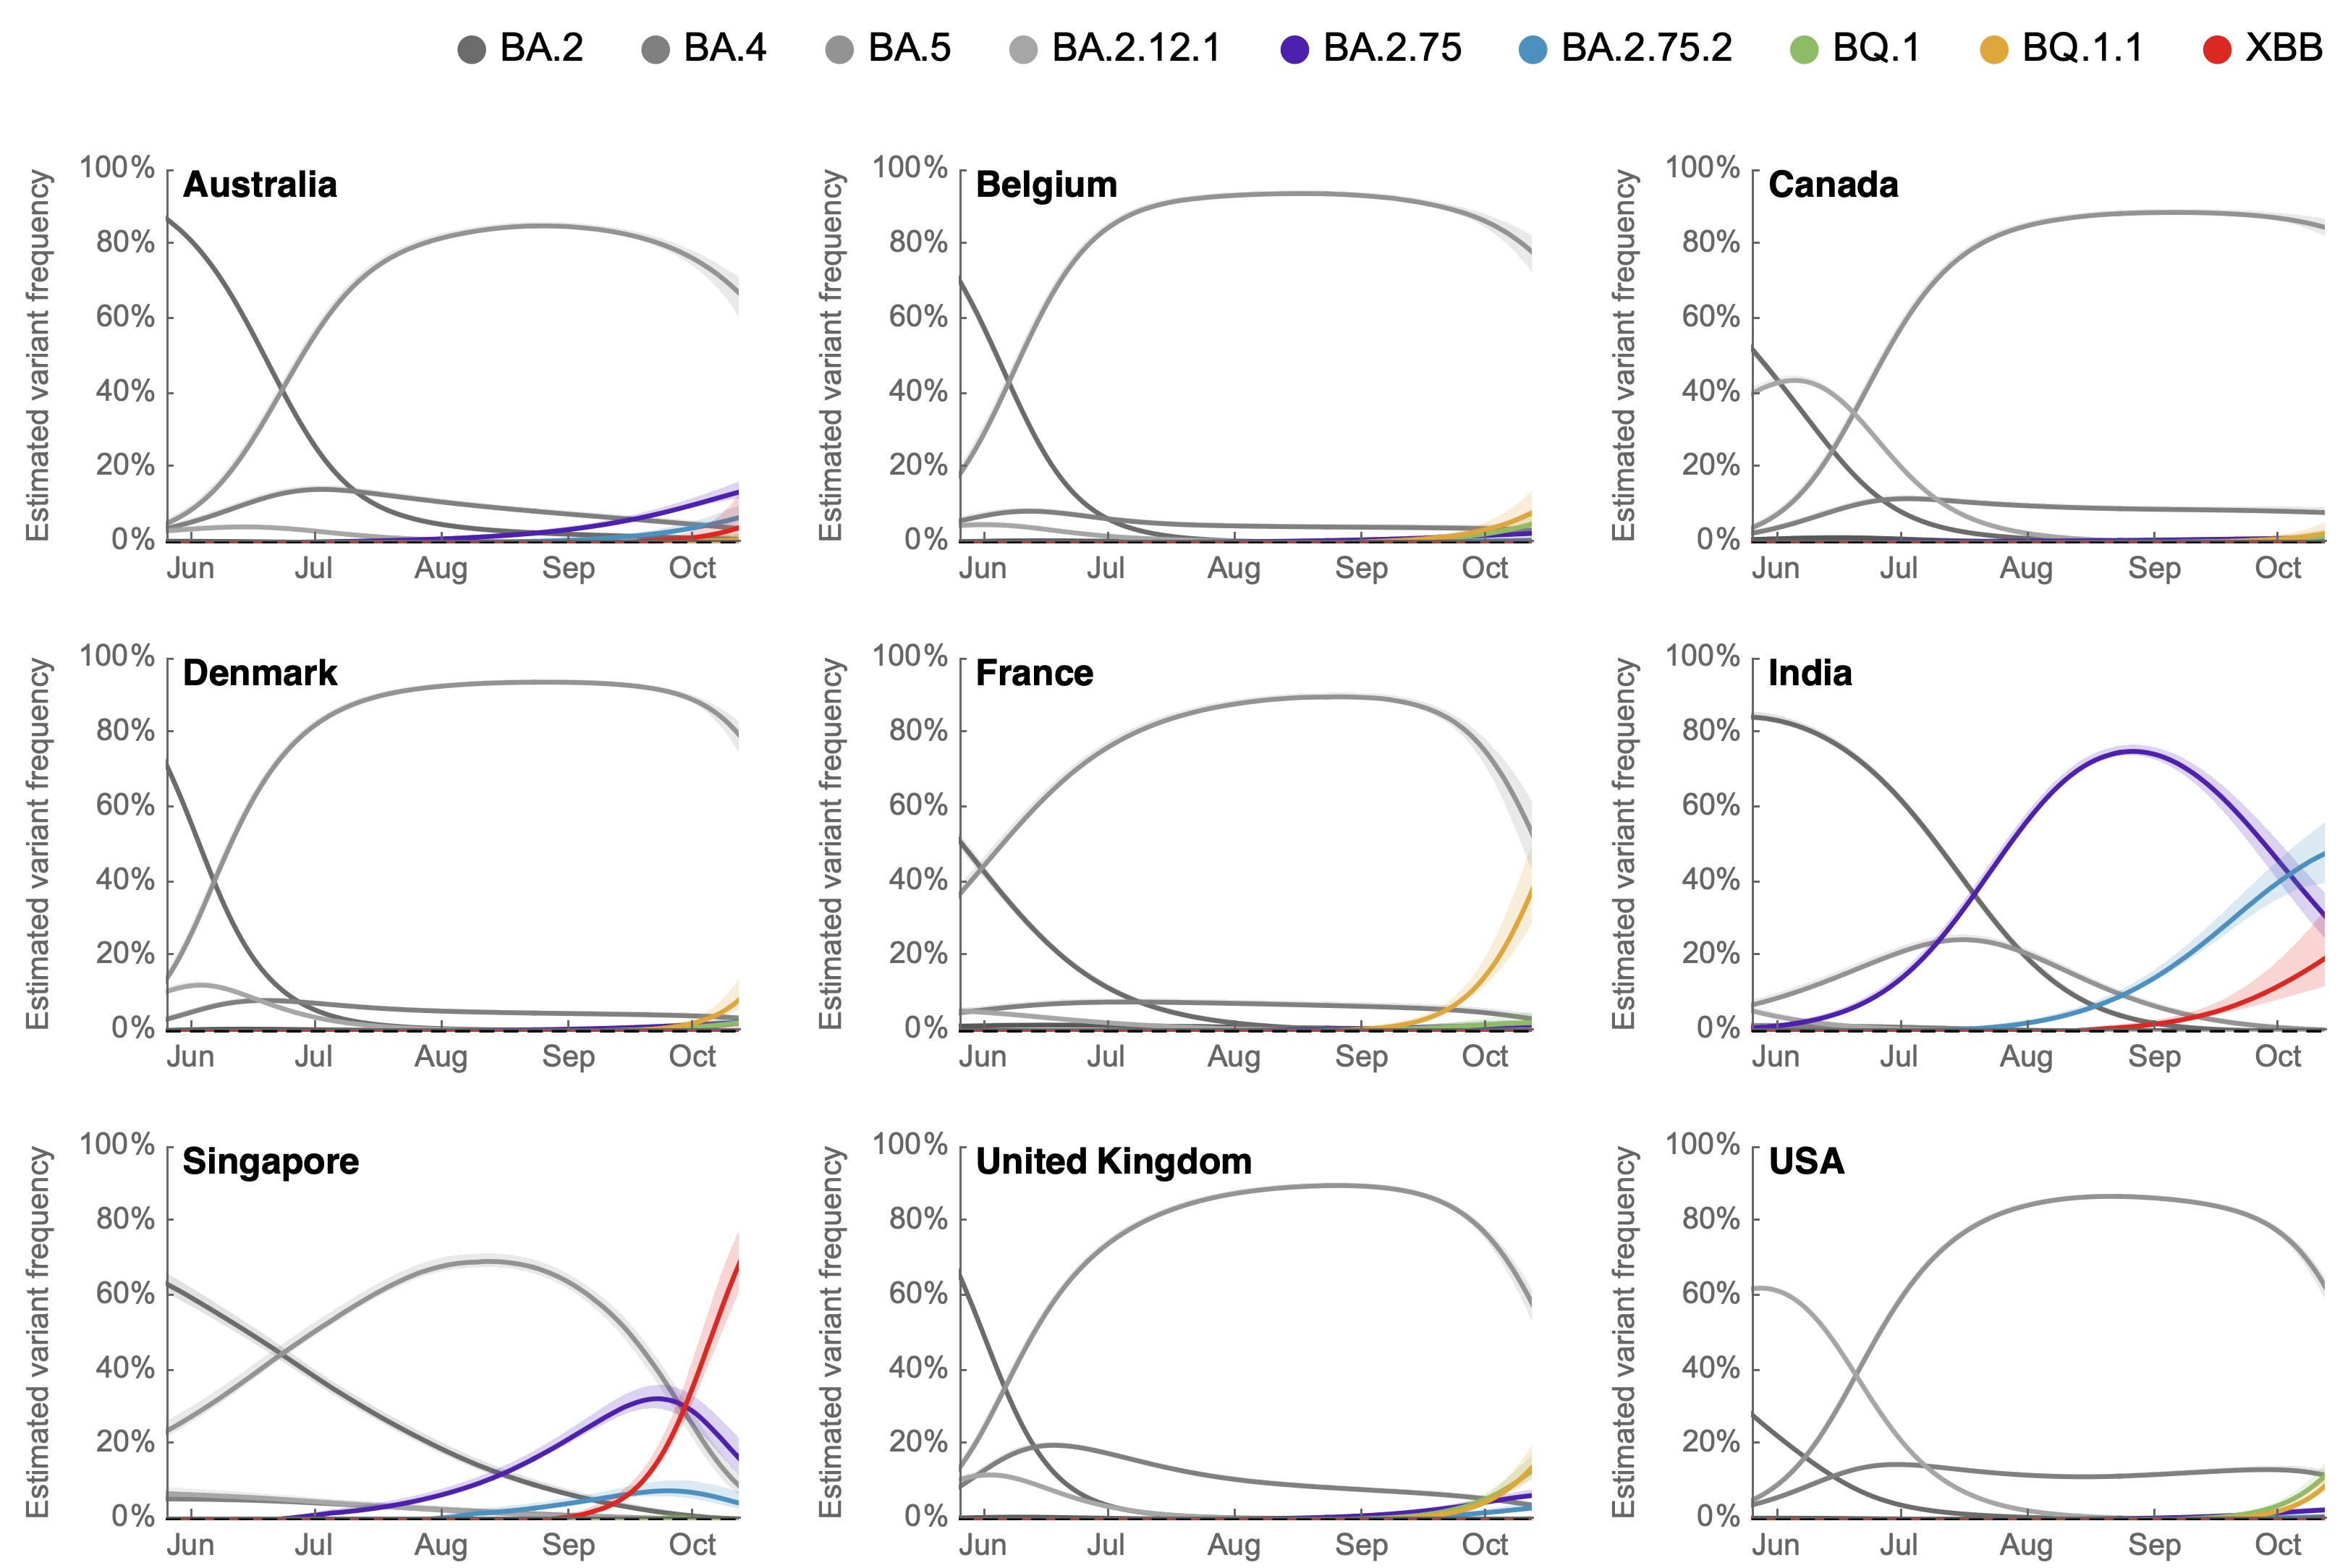 BA.2 BA.4 BA.5 BA.2.12.1 BA.2.75 BA.2.75.2 BQ.1 BQ.1.1 XBB
Estimated variant frequency
100%
80%
60%
40%
20%
0%
Australia
Jun Jul Aug Sep Oct
Estimated variant frequency
100%
80%
60%
40%
20%
0%
Belgium
Jun Jul Aug Sep Oct
Estimated variant frequency
100%
80%
60%
40%
20%
0%
Canada
Jun Jul Aug Sep Oct
Estimated variant frequency
100%
80%
60%
40%
20%
0%
Denmark
Jun Jul Aug Sep Oct
Estimated variant frequency
100%
80%
60%
40%
20%
0%
France
Jun Jul Aug Sep Oct
Estimated variant frequency
100%
80%
60%
40%
20%
0%
India
Jun Jul Aug Sep Oct
Estimated variant frequency
100%
80%
60%
40%
20%
0%
Singapore
Jun Jul Aug Sep Oct
Estimated variant frequency
100%
80%
60%
40%
20%
0%
United Kingdom
Jun Jul Aug Sep Oct
Estimated variant frequency
100%
80%
60%
40%
20%
0%
USA
Jun Jul Aug Sep Oct